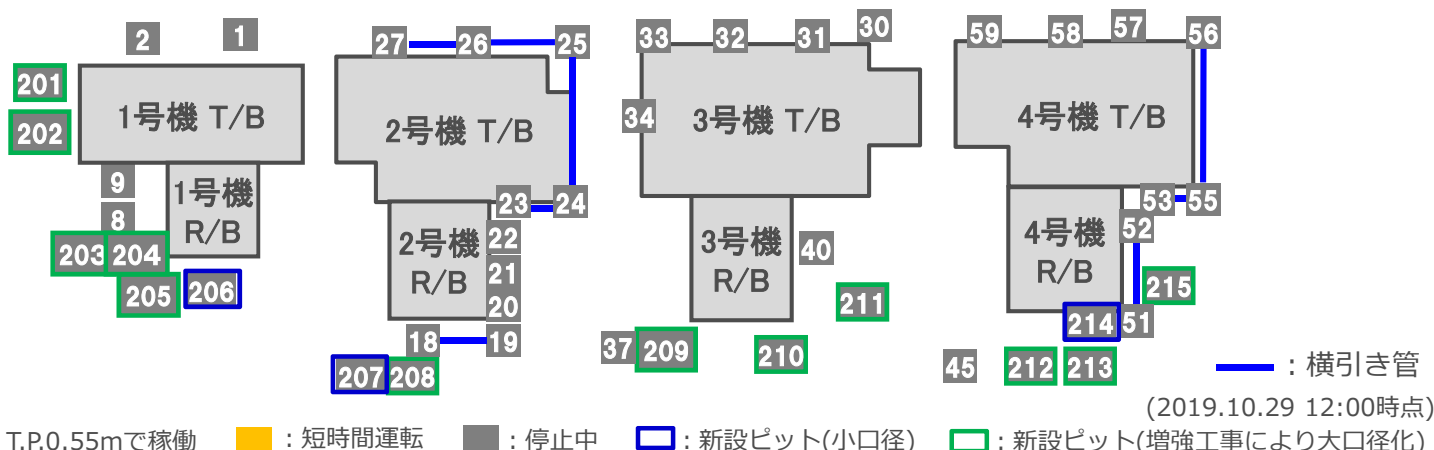 2 1 27 26 25 33 32 31 30 59 58 57 56
201
202
1号機 T/B
2号機 T/B
34
3号機 T/B
4号機 T/B
9
8
1号機
R/B
203 204
205
206
23 24
2号機
R/B
22
21
20
18 19
207 208
3号機
R/B
40
211
37 209
210
53 55
52
4号機
R/B
215
214 51
45
212 213
：横引き管
(2019.10.29 12:00時点)
T.P.0.55mで稼働 ：短時間運転 ：停止中 ：新設ピット(小口径) ：新設ピット(増強工事により大口径化)